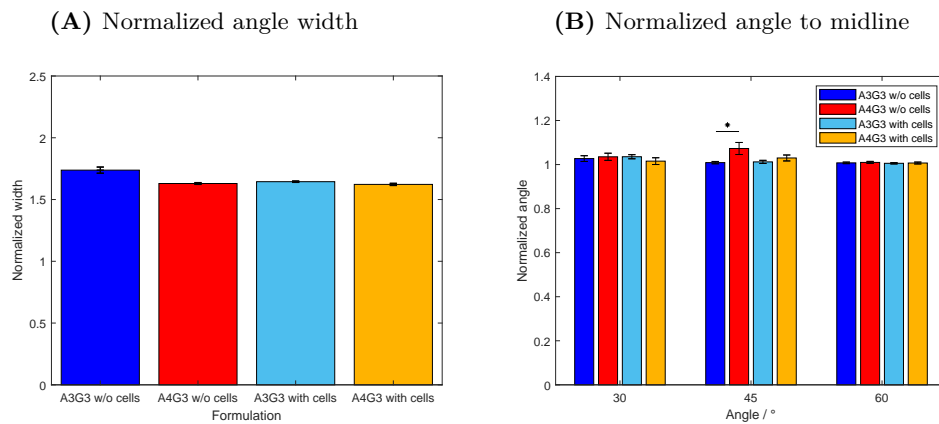 (A) Normalized angle width
2.5
2
1.5
1
0.5
0
Normalized width
A3G3 w/o cells A4G3 w/o cells A3G3 with cells A4G3 with cells
Formulation
(B) Normalized angle to midline
1.4
1.2
1
0.8
0.6
0.4
0.2
0
Normalized angle
A3G3 w/o cells
A4G3 w/o cells
A3G3 with cells
A4G3 with cells
*
30 45 60
Angle / °